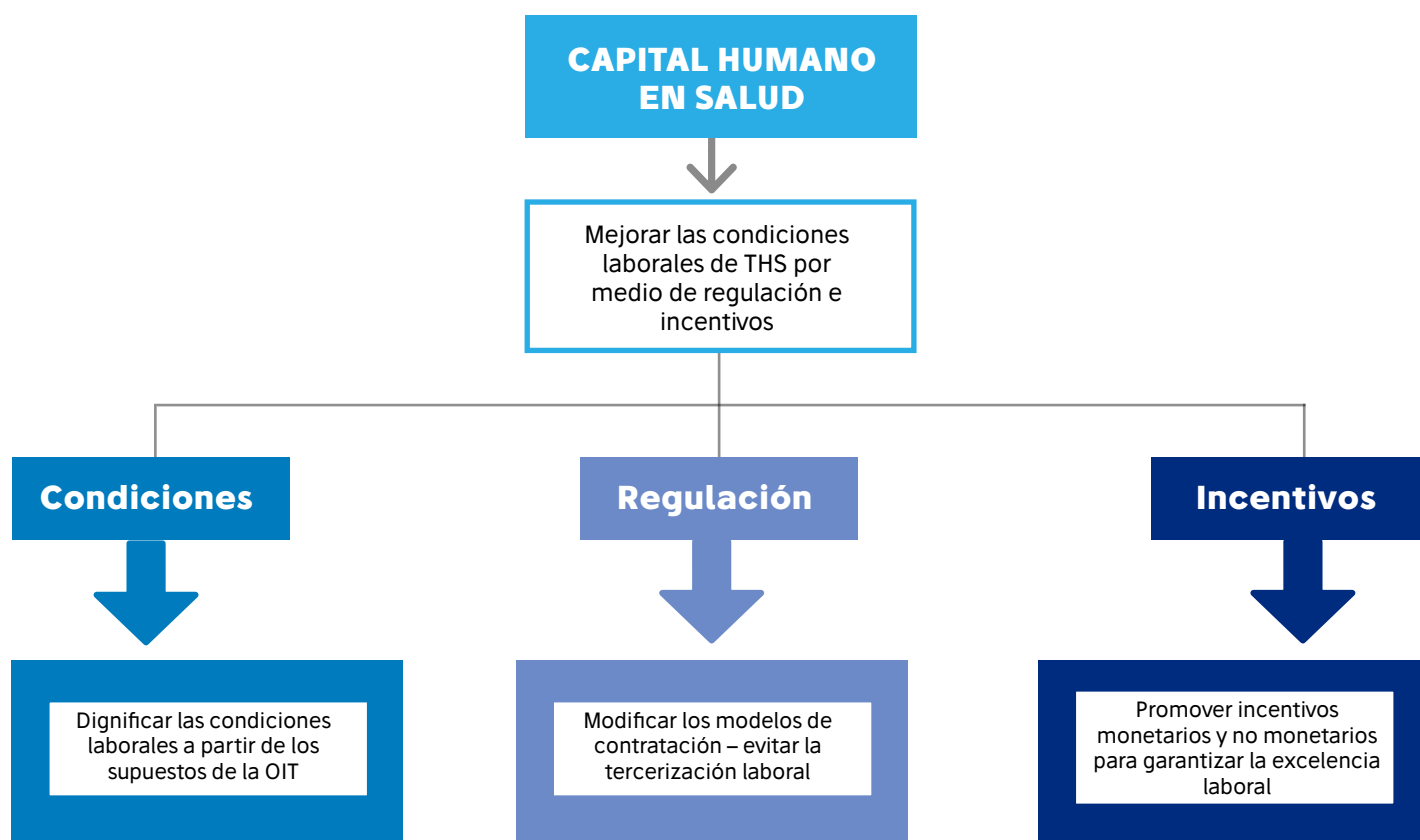 CAPITAL HUMANO
EN SALUD
Mejorar las condiciones
laborales de THS por
medio de regulación e
incentivos
Condiciones
Regulación
Incentivos
Dignificar las condiciones
laborales a partir de los
supuestos de la OIT
Modificar los modelos de
contratación – evitar la
tercerización laboral
Promover incentivos
monetarios y no monetarios
para garantizar la excelencia
laboral